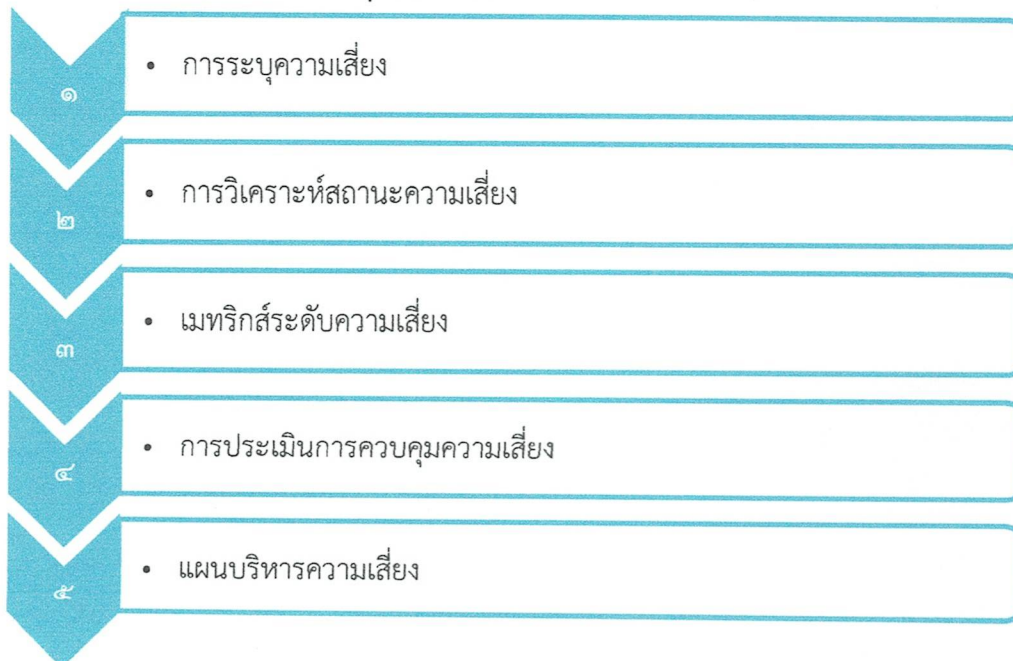 ๑
• การระบุความเสี่ยง
๒
• การวิเคราะห์สถานะความเสี่ยง
๓
• เมทริกส์ระดับความเสี่ยง
๔
• การประเมินการควบคุมความเสี่ยง
๕
• แผนบริหารความเสี่ยง